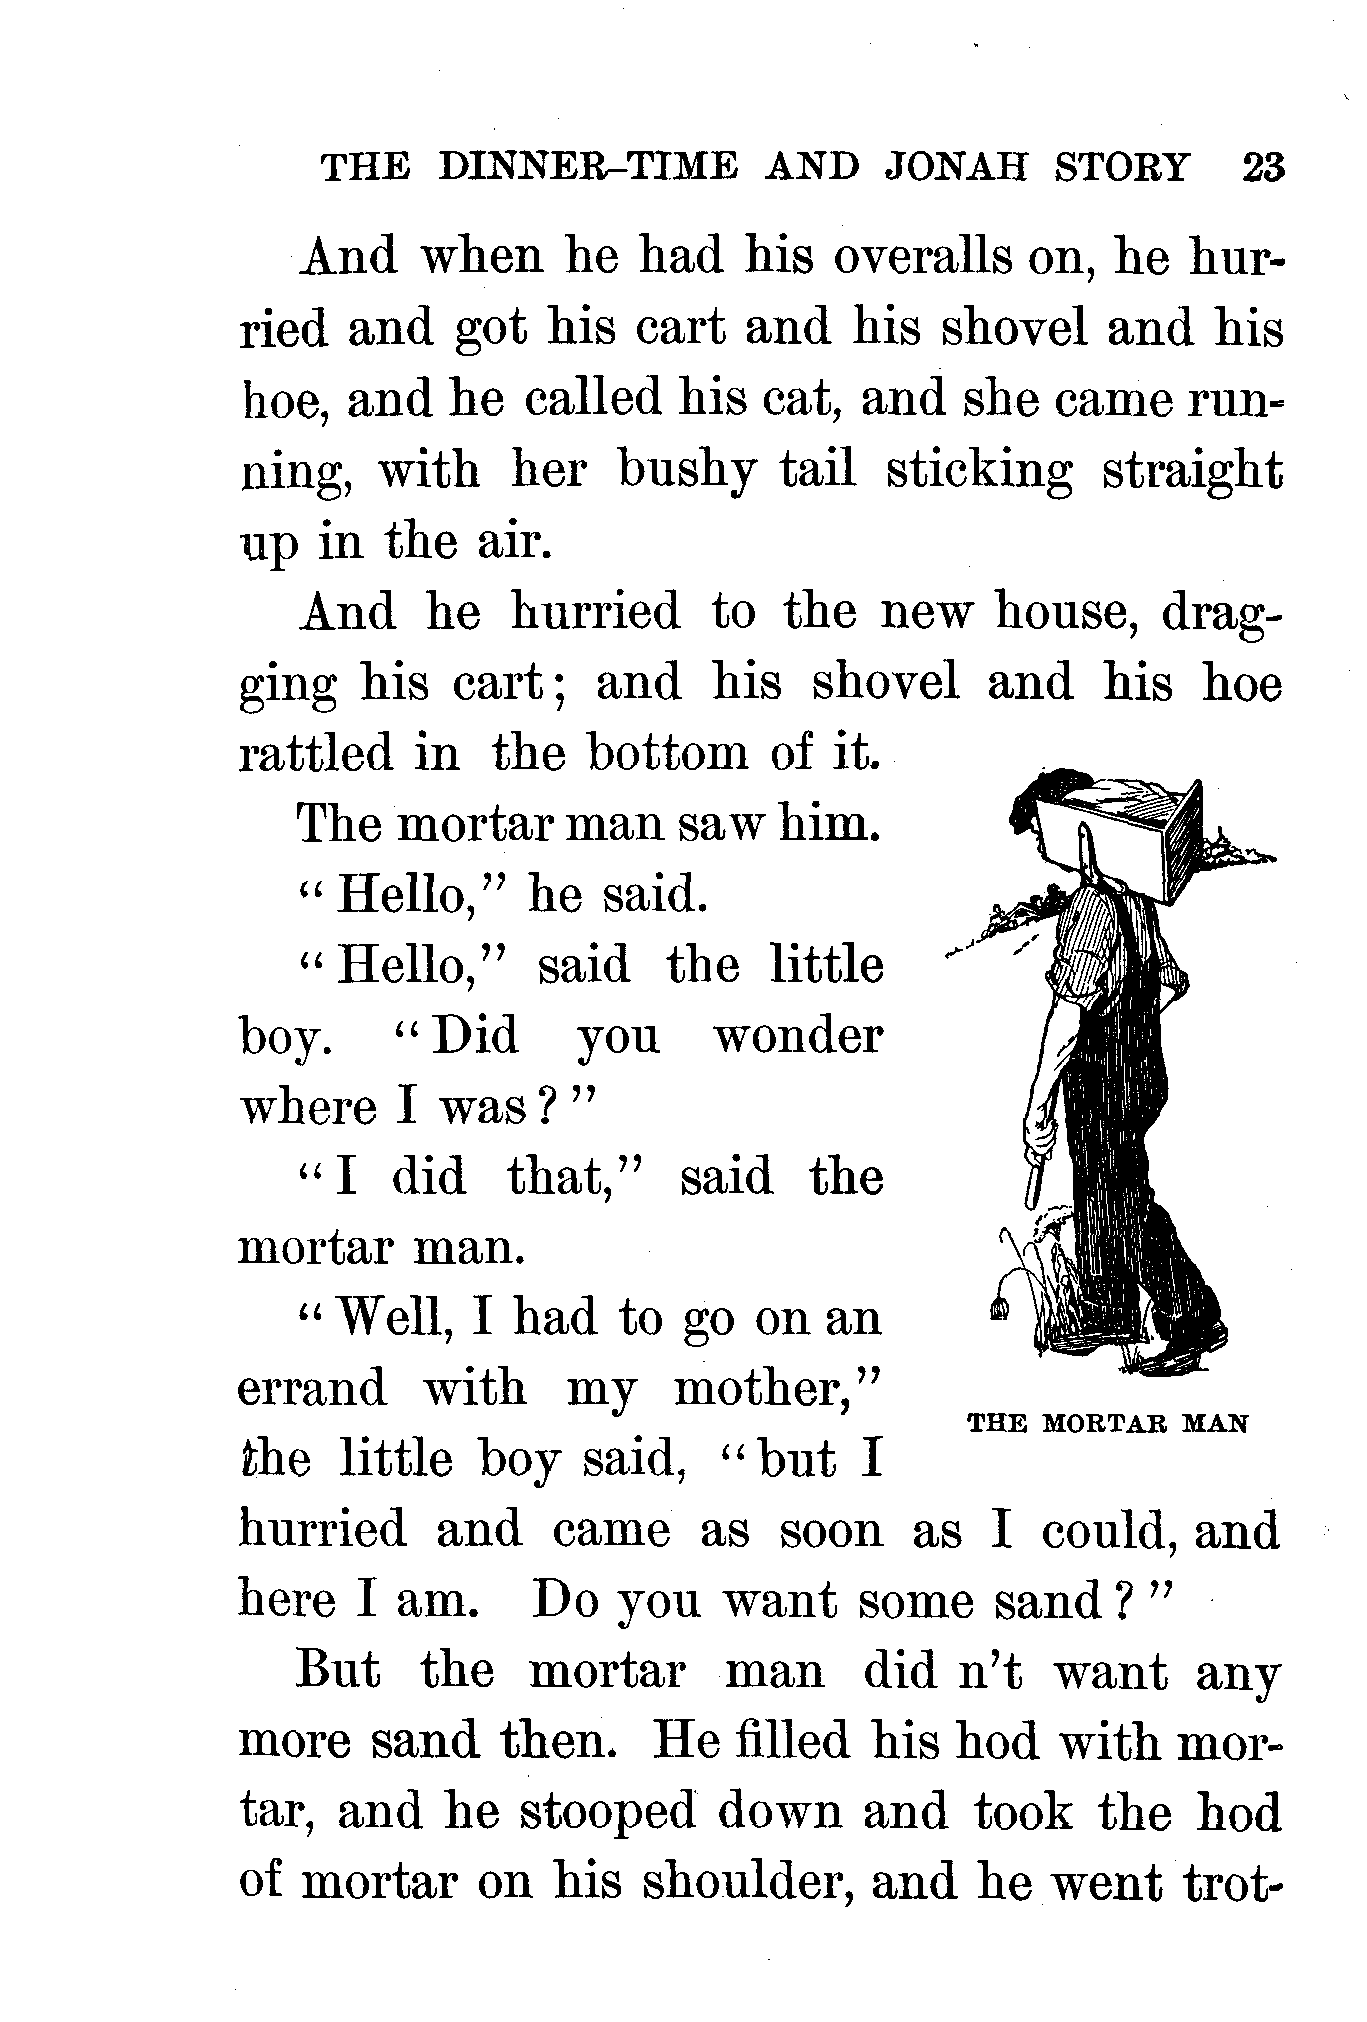 THE DINNER-TIME AND JONAH STORY 23
And when he had his overalls on, he hur-
ried and got his cart and his shovel and his
hoe, and he called his cat, and she came run-
ning, with her bushy tail sticking straight
up in the air.
And he hurried to the new house, drag-
ging his cart; and his shovel and his hoe
rattled in the bottom of it.
The mortar man saw him.
"Hello," he said.
"Hello," said the little
boy. "Did you wonder
where I was?"
"I did that," said the
mortar man.
"Well, I had to go on an
errand with my mother,"
the little boy said, "but I
hurried and came as soon as I could, and
here I am. Do you want some sand?"
But the mortar man did n't want any
more sand then. He filled his hod with mor-
tar, and he stooped down and took the hod
of mortar on his shoulder, and he went trot-
THE MORTAR MAN